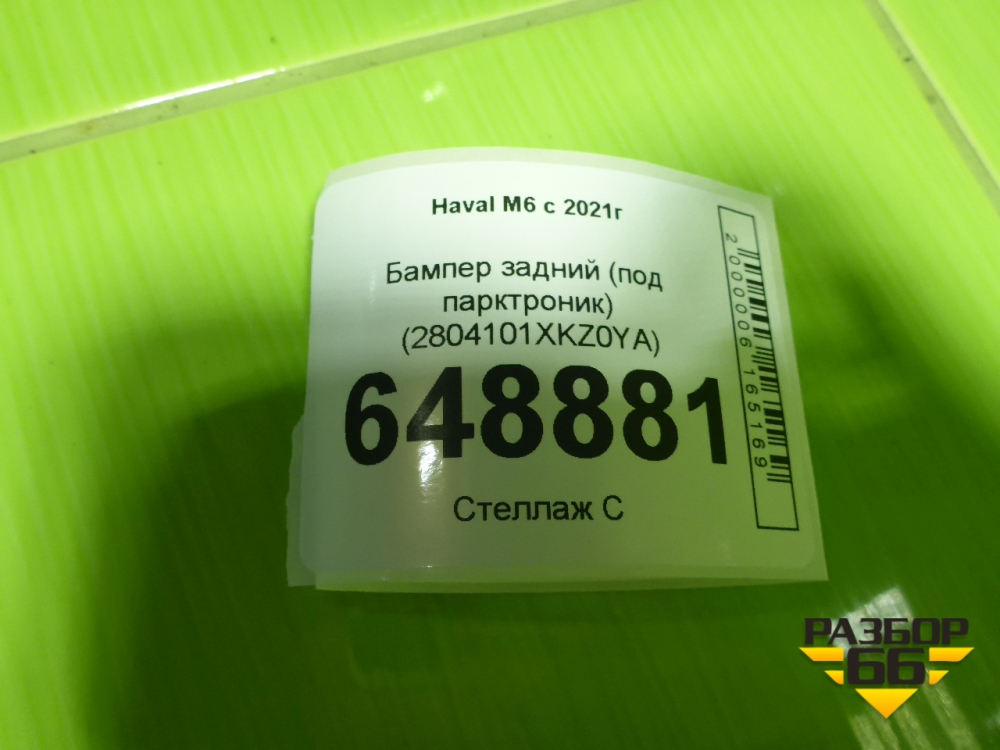 Haval M6 с 2021г
Бампер задний (под
парктроник)
(2804101XKZ0YA)
648881
Стеллаж С
2000006165169
РАЗБОР
66